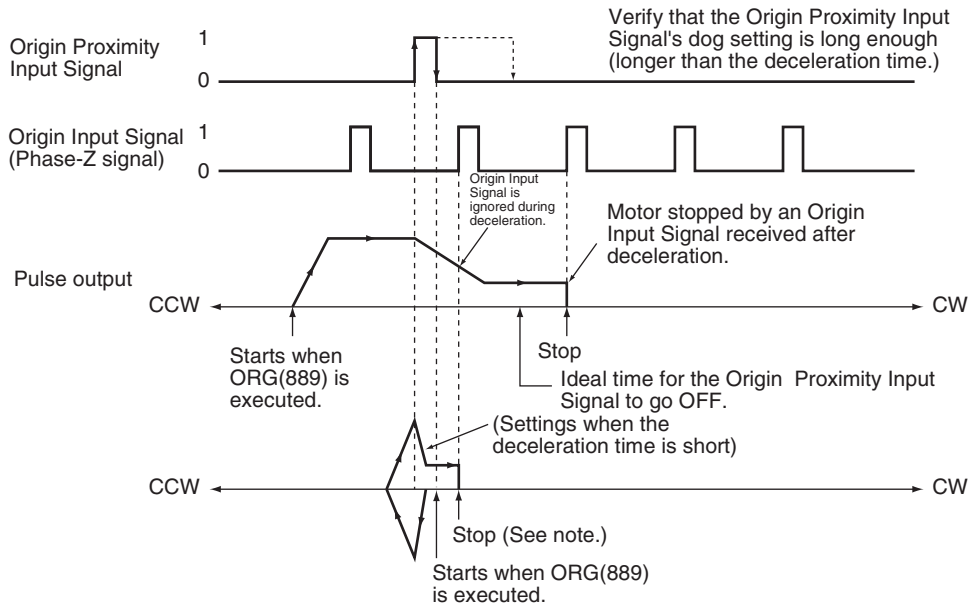 Verify that the Origin Proximity Input
Signal's dog setting is long enough
(longer than the deceleration time.)
Origin Proximity
Input Signal
1
0
Origin Input Signal
(Phase-Z signal)
1
0
Origin Input
Signal is
ignored during
deceleration.
Motor stopped by an Origin
Input Signal received after
deceleration.
Pulse output
CCW
CW
Starts when
ORG(889) is
executed.
Stop
Ideal time for the Origin Proximity Input
Signal to go OFF.
(Settings when the
deceleration time is short)
CCW
CW
Stop (See note.)
Starts when ORG(889)
is executed.